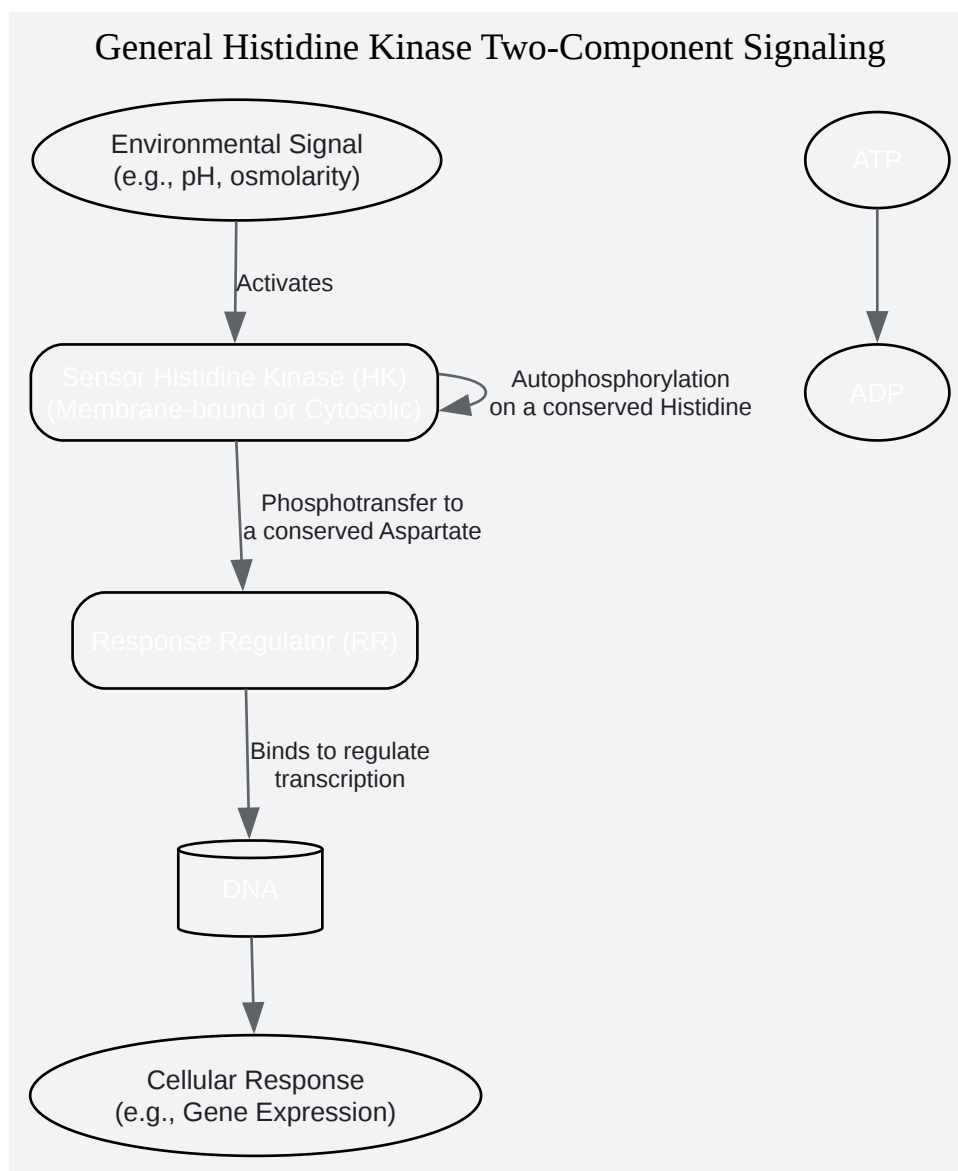 General Histidine Kinase Two-Component Signaling
Environmental Signal
(e.g., pH, osmolarity)
ATP
Activates
Sensor Histidine Kinase (HK)
(Membrane-bound or Cytosolic)
Autophosphorylation
on a conserved Histidine
ADP
Phosphotransfer to
a conserved Aspartate
Response Regulator (RR)
Binds to regulate
transcription
DNA
Cellular Response
(e.g., Gene Expression)